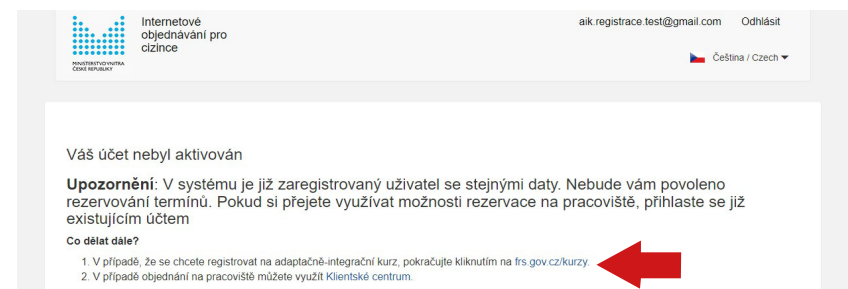 Internetové
objednávání pro
cizince
MINISTERSTVO VNITRA
ČESKÉ REPUBLIKY
aik.registrace.test@gmail.com Odhlásit
Čeština / Czech
Váš účet nebyl aktivován
Upozornění: V systému je již zaregistrovaný uživatel se stejnými daty. Nebude vám povoleno
rezervování termínů. Pokud si přejete využívat možnosti rezervace na pracoviště, přihlaste se již
existujícím účtem
Co dělat dále?
1. V případě, že se chcete registrovat na adaptačně-integrační kurz, pokračujte kliknutím na frs.gov.cz/kurzy.
2. V případě objednání na pracoviště můžete využít Klientské centrum.